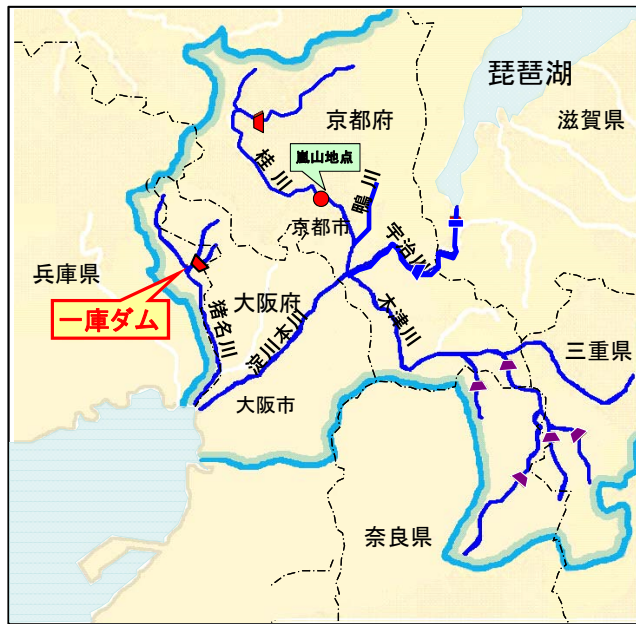 琵琶湖
京都府
滋賀県
嵐山地点
桂川
鴨川
京都市
宇治川
兵庫県
一庫ダム
大阪府
猪名川
淀川本川
木津川
三重県
大阪市
奈良県